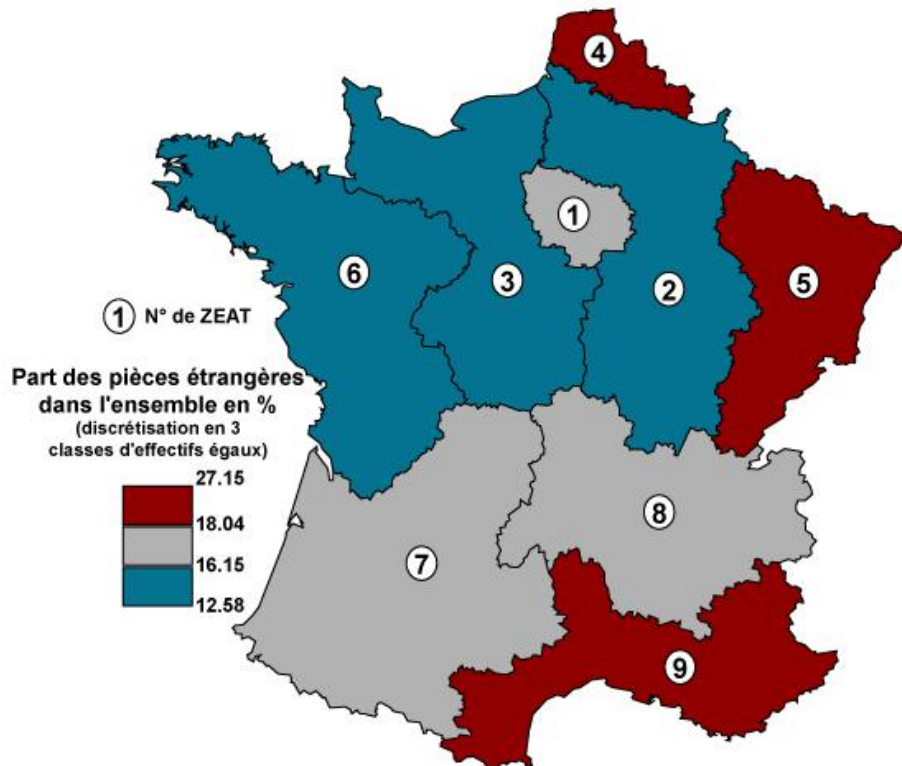 4
1
6
3
2
5
1 N° de ZEAT
Part des pièces étrangères
dans l'ensemble en %
(discrétisation en 3
classes d'effectifs égaux)
27.15
18.04
16.15
12.58
8
7
9